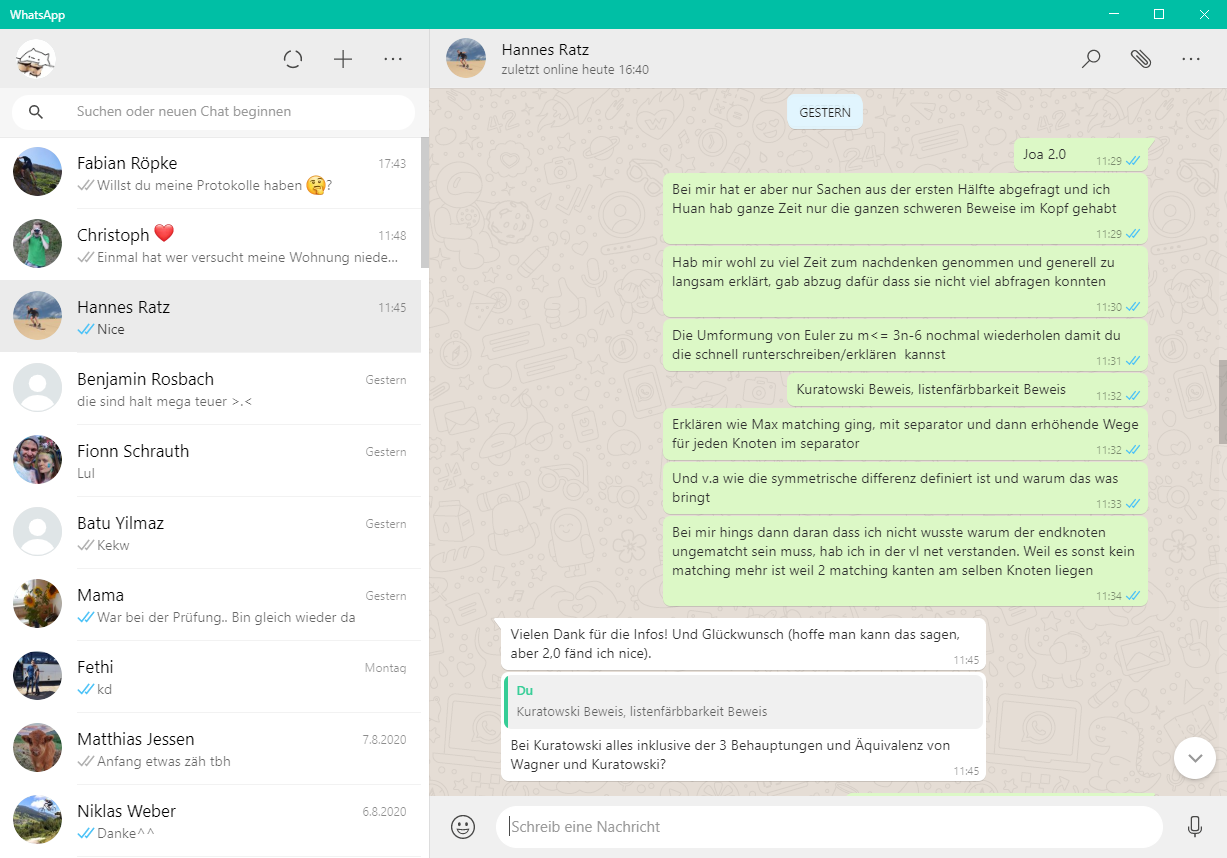 WhatsApp
Suchen oder neuen Chat beginnen
Fabian Röpke
17:43
Willst du meine Protokolle haben 🤔?
Christoph ❤️
11:48
Einmal hat wer versucht meine Wohnung niede...
Hannes Ratz
11:45
Nice
Benjamin Rosbach
Gestern
die sind halt mega teuer >.<
Fionn Schrauth
Gestern
Lul
Batu Yilmaz
Gestern
Kekw
Mama
Gestern
War bei der Prüfung.. Bin gleich wieder da
Fethi
Montag
kd
Matthias Jessen
7.8.2020
Anfang etwas zäh tbh
Niklas Weber
6.8.2020
Danke^^
Hannes Ratz
zuletzt online heute 16:40
GESTERN
Joa 2.0
11:29
Bei mir hat er aber nur Sachen aus der ersten Hälfte abgefragt und ich
Huan hab ganze Zeit nur die ganzen schweren Beweise im Kopf gehabt
11:29
Hab mir wohl zu viel Zeit zum nachdenken genommen und generell zu
langsam erklärt, gab abzug dafür dass sie nicht viel abfragen konnten
11:30
Die Umformung von Euler zu m<= 3n-6 nochmal wiederholen damit du
die schnell runterschreiben/erklären  kannst
11:31
Kuratowski Beweis, listenfärbbarkeit Beweis
11:32
Erklären wie Max matching ging, mit separator und dann erhöhende Wege
für jeden Knoten im separator
11:32
Und v.a wie die symmetrische differenz definiert ist und warum das was
bringt
11:33
Bei mir hings dann daran dass ich nicht wusste warum der endknoten
ungematcht sein muss, hab ich in der vl net verstanden. Weil es sonst kein
matching mehr ist weil 2 matching kanten am selben Knoten liegen
11:34
Vielen Dank für die Infos! Und Glückwunsch (hoffe man kann das sagen,
aber 2,0 fänd ich nice).
11:45
Du
Kuratowski Beweis, listenfärbbarkeit Beweis
Bei Kuratowski alles inklusive der 3 Behauptungen und Äquivalenz von
Wagner und Kuratowski?
11:45
Schreib eine Nachricht